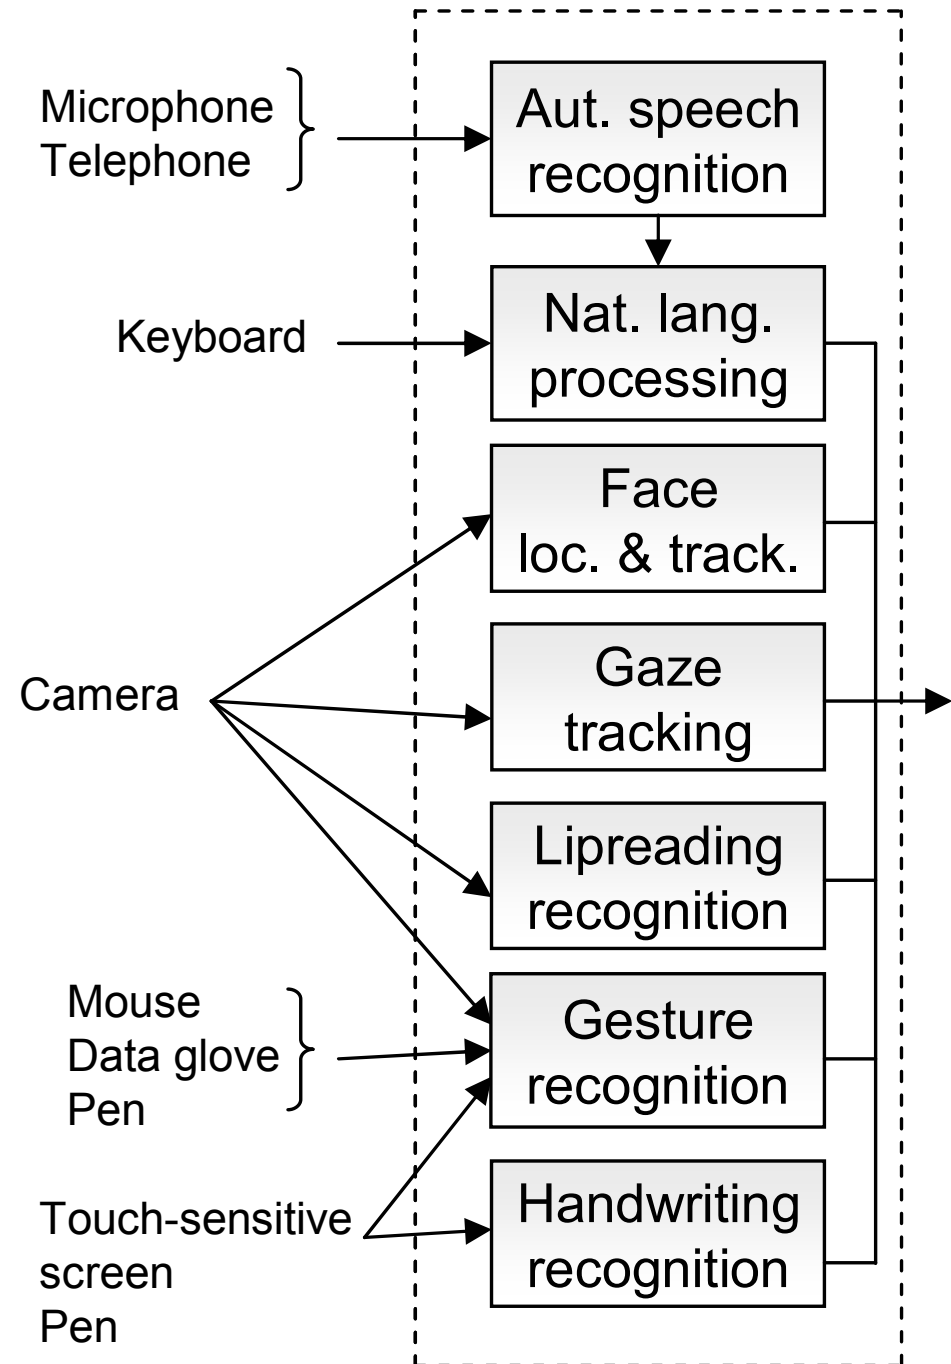 Microphone
Telephone
Aut. speech
recognition
Keyboard
Nat. lang.
processing
Face
loc. & track.
Camera
Gaze
tracking
Lipreading
recognition
Mouse
Data glove
Pen
Gesture
recognition
Touch-sensitive
screen
Pen
Handwriting
recognition